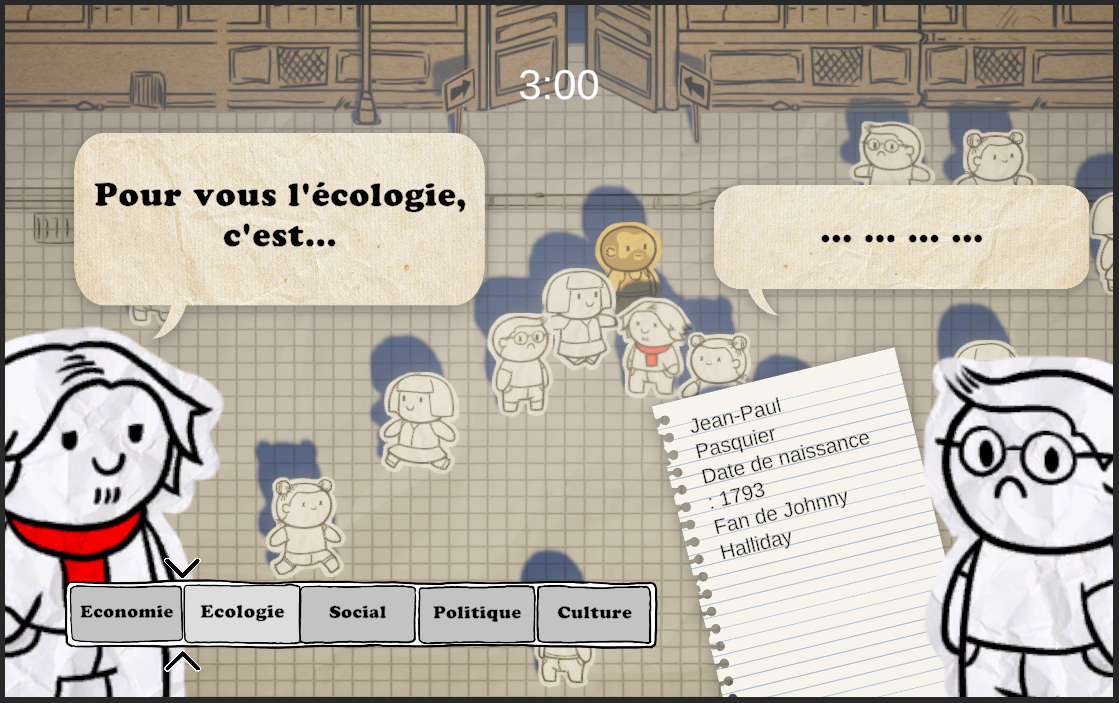 3:00
Pour vous l'écologie,
c'est...
... ... ... ...
Jean-Paul
Pasquier
Date de naissance
: 1793
Fan de Johnny
Halliday
Economie
Ecologie
Social
Politique
Culture